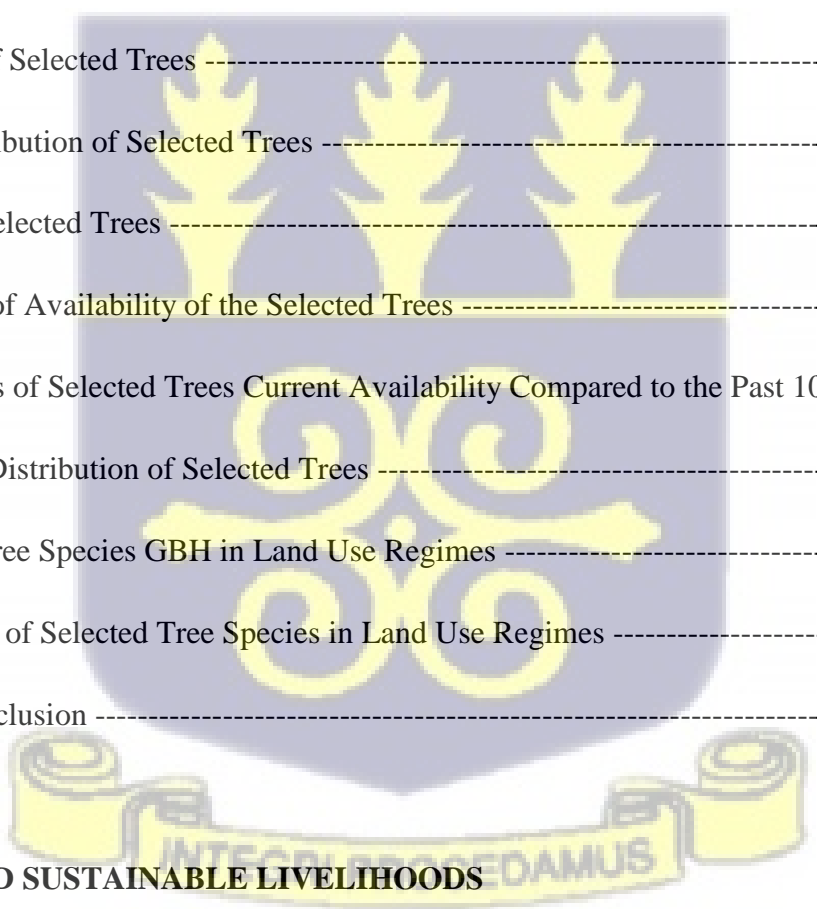 f Selected Trees -----------------------------------------------------------------
ibution of Selected Trees --------------------------------------------------
elected Trees ---------------------------------------------------------------------
of Availability of the Selected Trees -----------------------------------
s of Selected Trees Current Availability Compared to the Past 10
Distribution of Selected Trees --------------------------------------------
ree Species GBH in Land Use Regimes -------------------------------
of Selected Tree Species in Land Use Regimes --------------------
clusion ------------------------------------------------------------------------------
INTEGRI PROCEDAMUS
D SUSTAINABLE LIVELIHOODS